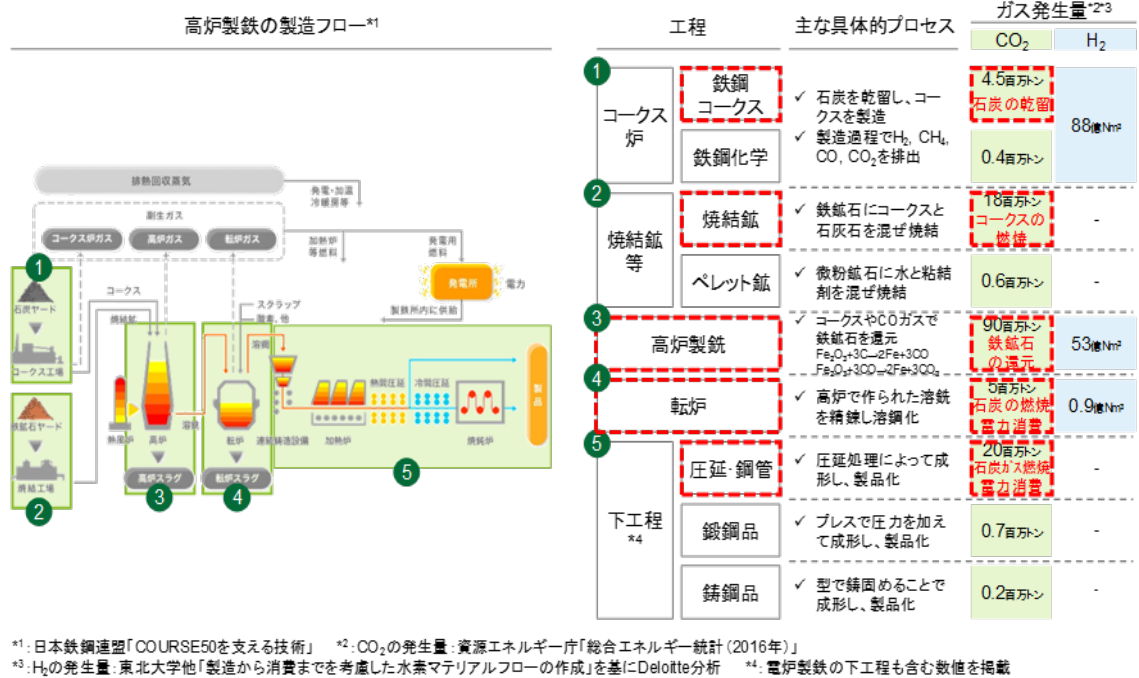 高炉製鉄の製造フロー*1
排熱回収蒸気
発電・加温
冷暖房等
副生ガス
コークス炉ガス
高炉ガス
転炉ガス
加熱炉
等燃料
発電用
燃料
発電所
電力
製鉄所内に供給
1
石炭ヤード
コークス工場
コークス
焼結鉱
スクラップ
酸素、他
溶鋼
鉄鉱石ヤード
焼結工場
2
熱風炉
高炉
溶銑
転炉
連続鋳造設備
熱間圧延
冷間圧延
加熱炉
焼鈍炉
製品
高炉スラグ
転炉スラグ
3
4
5
工程
主な具体的プロセス
ガス発生量*2*3
CO2
H2
1
コークス
炉
鉄鋼
コークス
✓ 石炭を乾留し、コー
クスを製造
✓ 製造過程でH2, CH4,
CO, CO2を排出
4.5百万トン
石炭の乾留
88億Nm3
鉄鋼化学
0.4百万トン
2
焼結鉱
等
焼結鉱
✓ 鉄鉱石にコークスと
石灰石を混ぜ焼結
18百万トン
コークスの
燃焼
-
ペレット鉱
✓ 微粉鉱石に水と粘結
剤を混ぜ焼結
0.6百万トン
-
3
高炉製銑
✓ コークスやCOガスで
鉄鉱石を還元
Fe2O3+3C→2Fe+3CO
Fe2O3+3CO→2Fe+3CO2
90百万トン
鉄鉱石
の還元
53億Nm3
4
転炉
✓ 高炉で作られた溶銑
を精錬し溶鋼化
5百万トン
石炭の燃焼
電力消費
0.9億Nm3
5
下工程
*4
圧延・鋼管
✓ 圧延処理によって成
形し、製品化
20百万トン
石炭ガス燃焼
電力消費
-
鍛鋼品
✓ プレスで圧力を加え
て成形し、製品化
0.7百万トン
-
鋳鋼品
✓ 型で鋳固めることで
成形し、製品化
0.2百万トン
-
*1:日本鉄鋼連盟「COURSE50を支える技術」 *2:CO2の発生量:資源エネルギー庁「総合エネルギー統計(2016年)」
*3:H2の発生量:東北大学他「製造から消費までを考慮した水素マテリアルフローの作成」を基にDeloitte分析 *4:電炉製鉄の下工程も含む数値を掲載